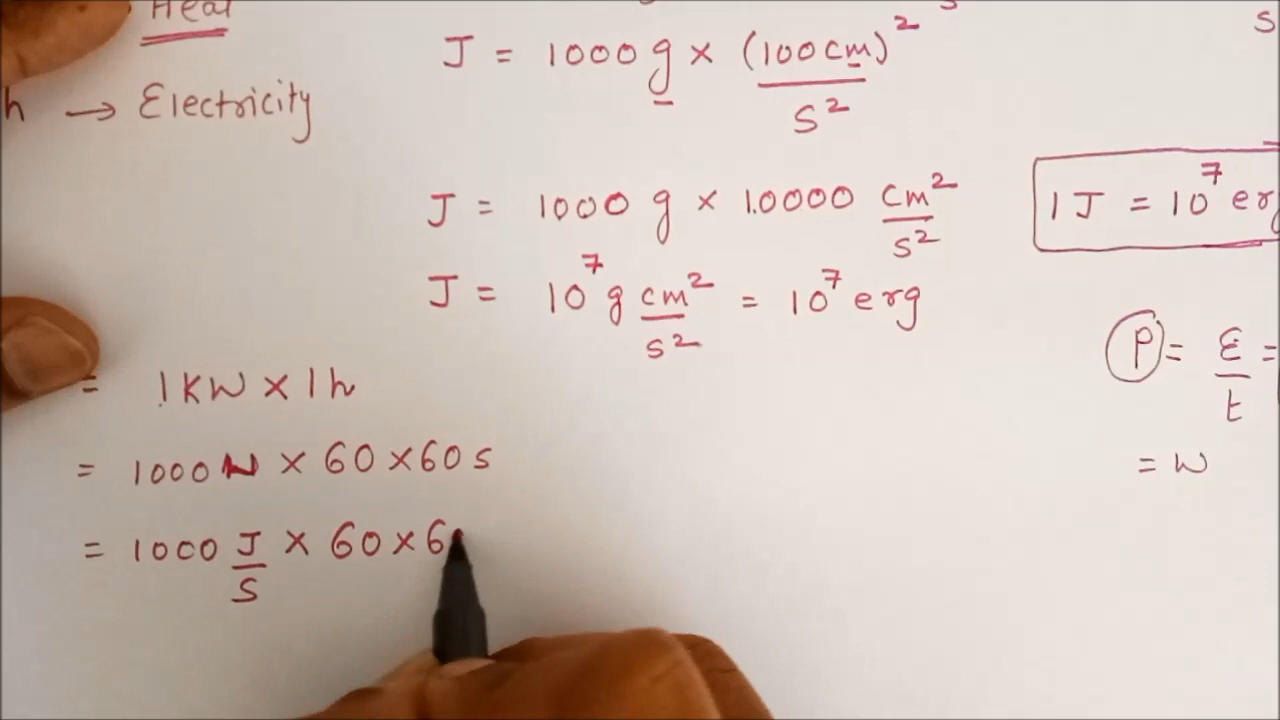 Heat
J = 1000 g × (100 cm)²
s²
h → Electricity
J = 1000 g × 10000 cm²
s²
1 J = 10⁷ erg
J = 10⁷ g cm² = 10⁷ erg
s²
P = E =
t
= 1 KW × 1 h
= W
= 1000 W × 60 × 60 s
= 1000 J × 60 × 6
s